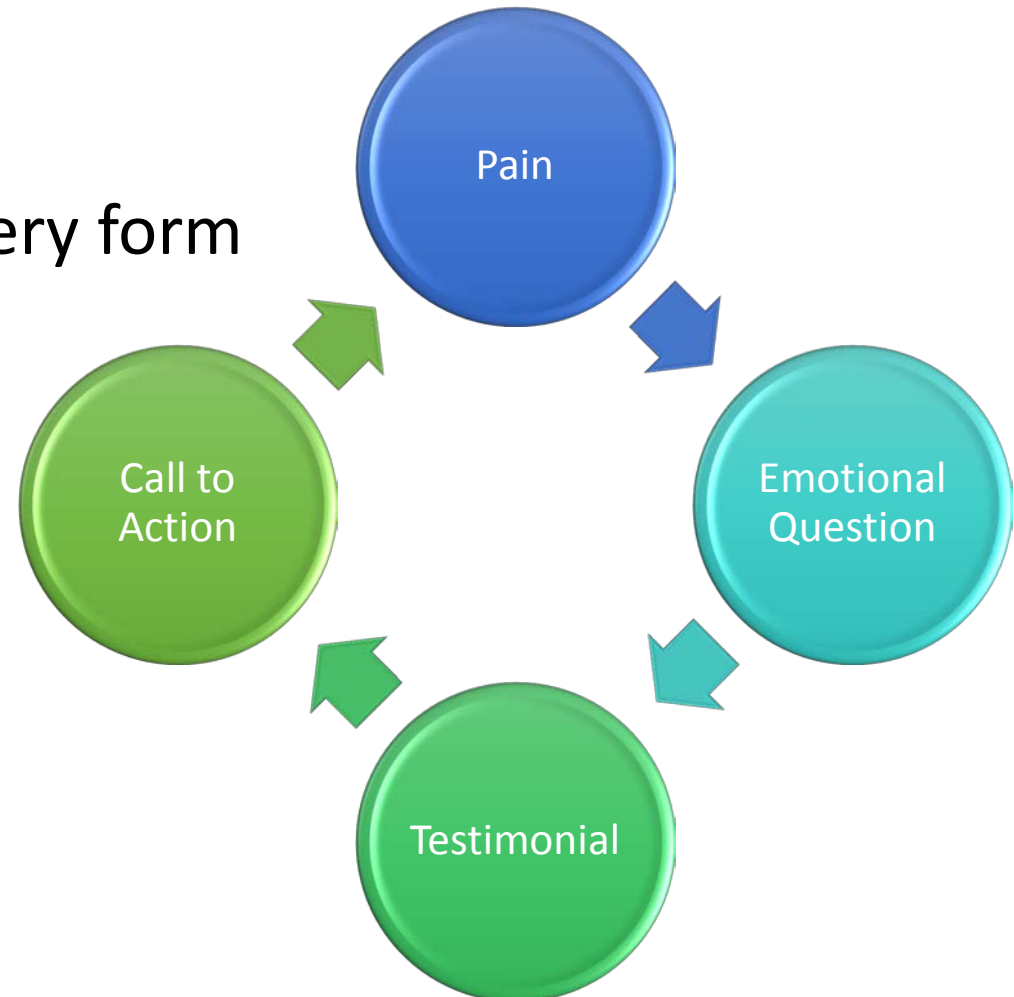 Pain
ery form
Call to
Action
Emotional
Question
Testimonial